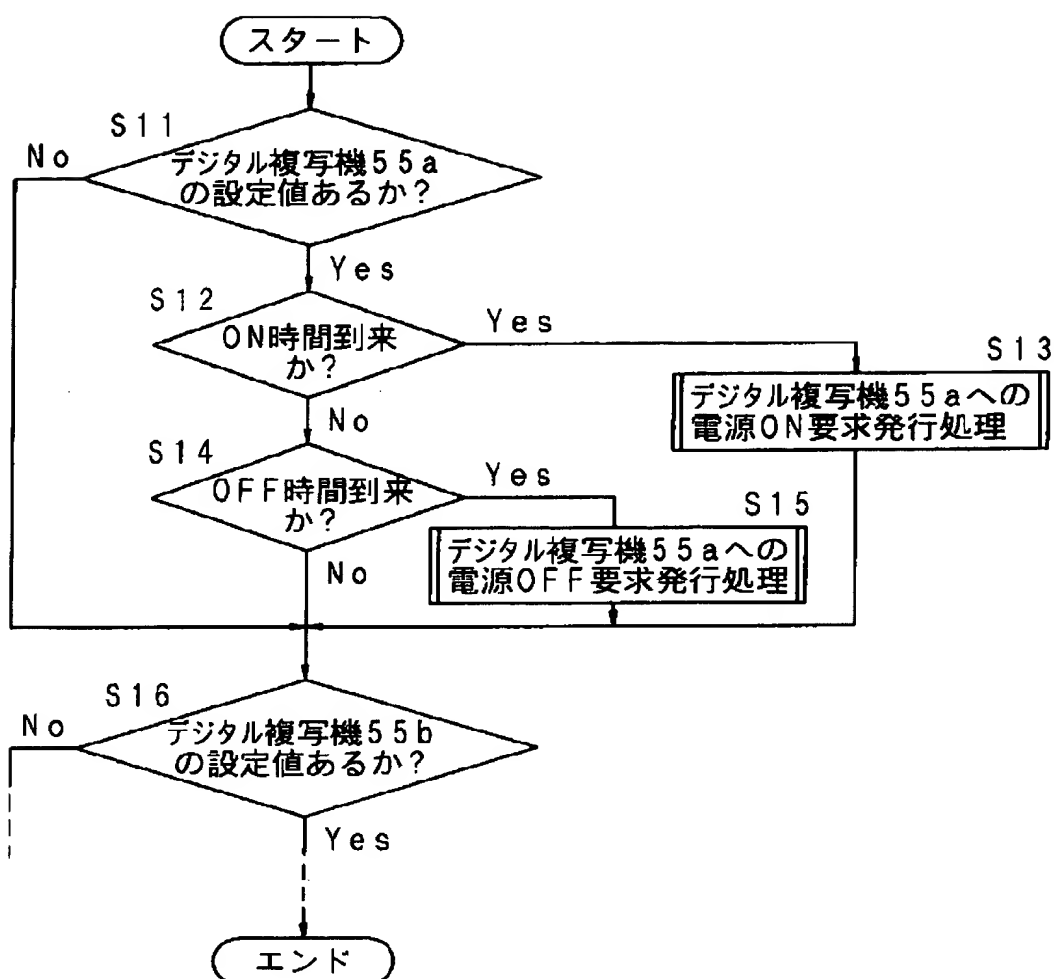 スタート
S11
No
デジタル複写機55a
の設定値あるか?
Yes
S12
ON時間到来
か?
Yes
S13
デジタル複写機55aへの
電源ON要求発行処理
No
S14
OFF時間到来
か?
Yes
S15
デジタル複写機55aへの
電源OFF要求発行処理
No
S16
No
デジタル複写機55b
の設定値あるか?
Yes
エンド